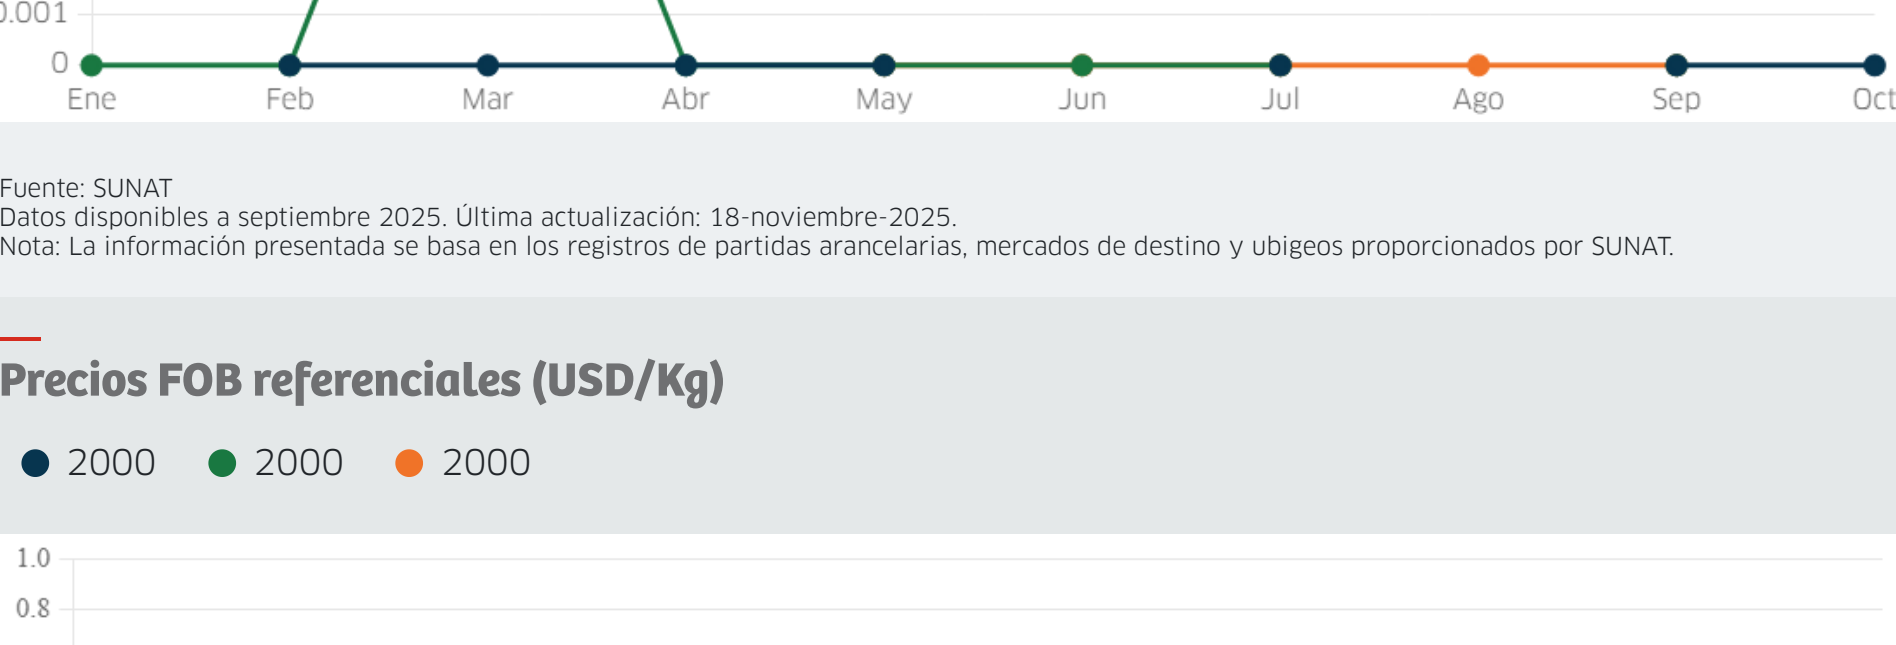 0.001
0
Ene Feb Mar Abr May Jun Jul Ago Sep Oct
Fuente: SUNAT
Datos disponibles a septiembre 2025. Última actualización: 18-noviembre-2025.
Nota: La información presentada se basa en los registros de partidas arancelarias, mercados de destino y ubigeos proporcionados por SUNAT.
Precios FOB referenciales (USD/Kg)
2000 2000 2000
1.0
0.8